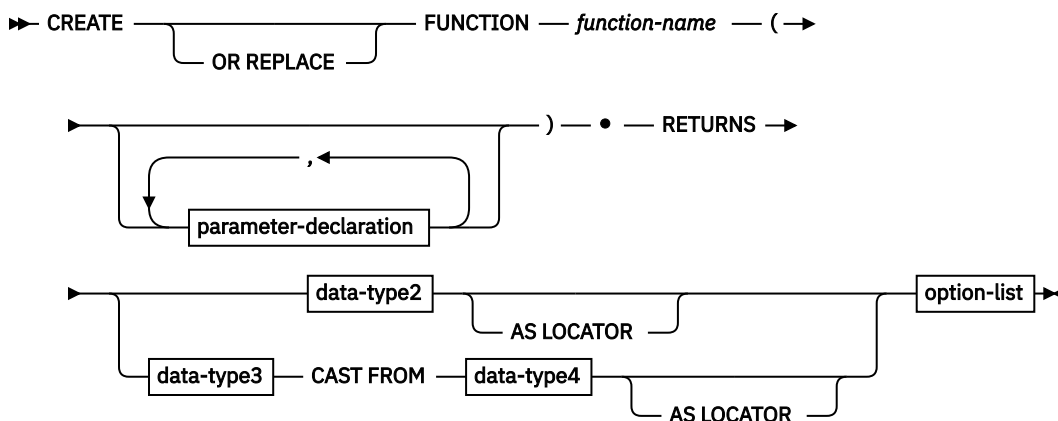 CREATE OR REPLACE FUNCTION function-name (
, parameter-declaration ) • RETURNS
data-type2 AS LOCATOR option-list
data-type3 CAST FROM data-type4 AS LOCATOR